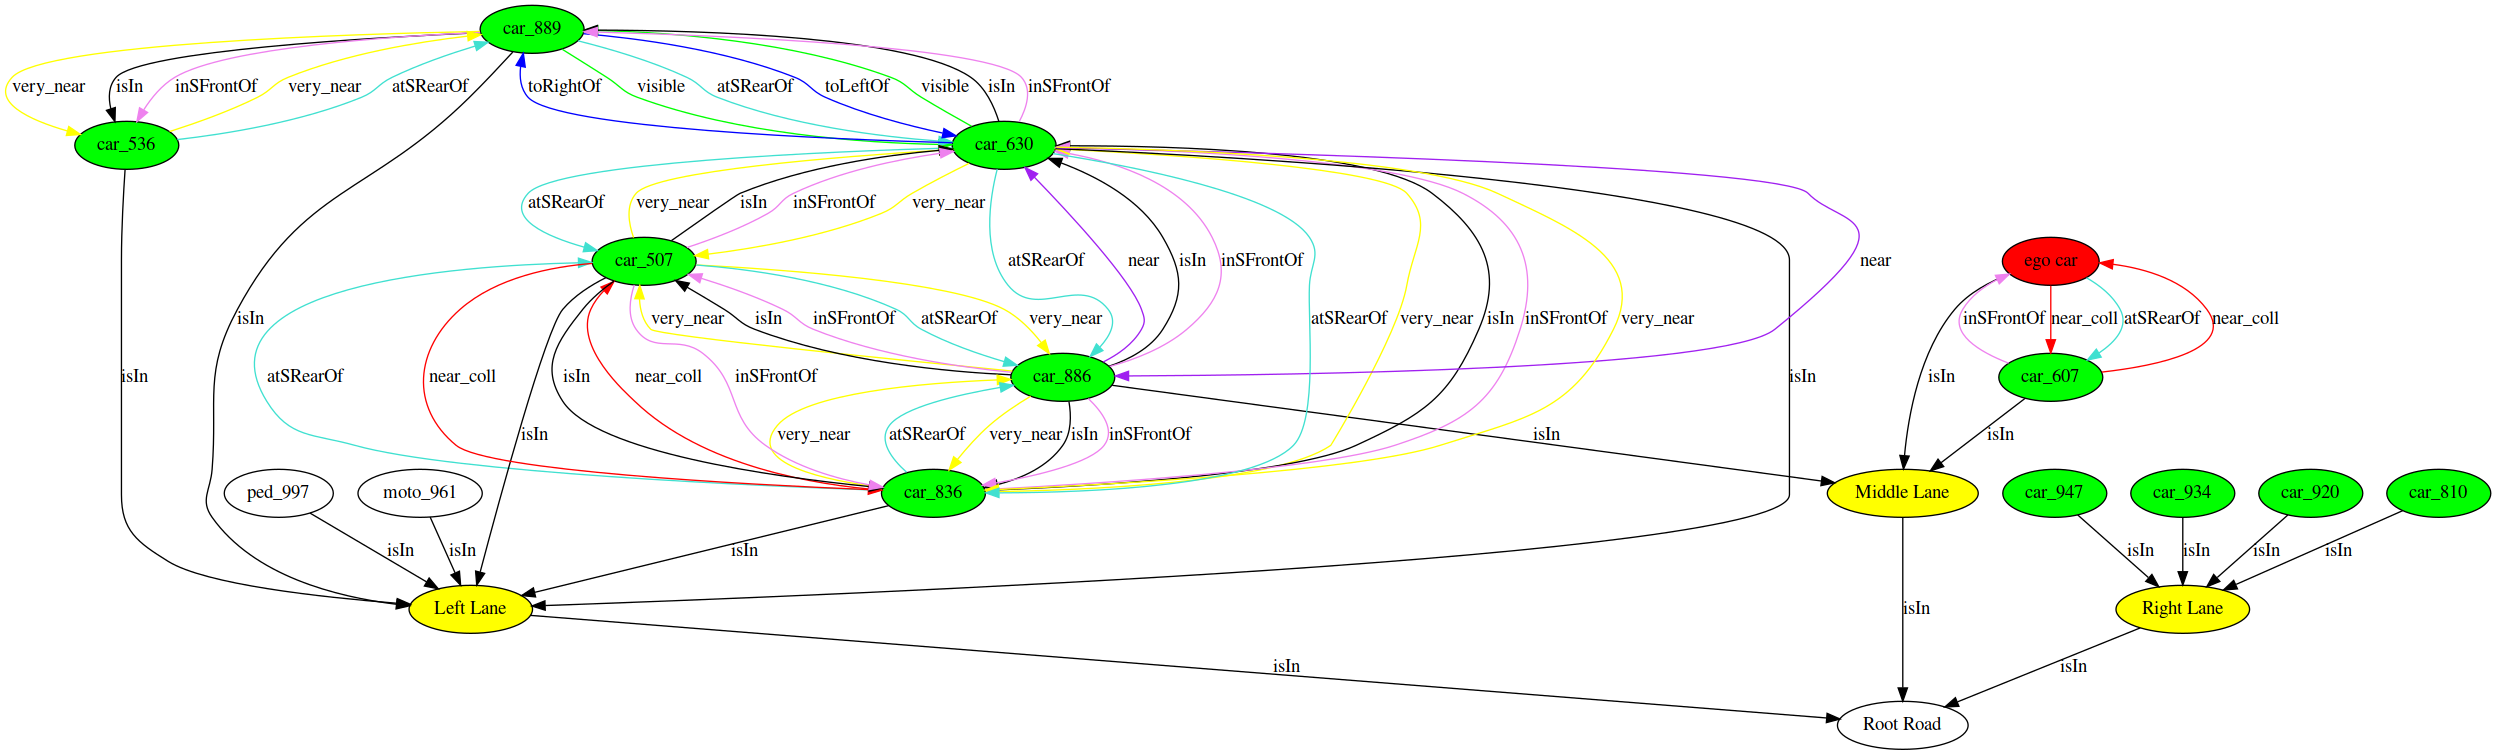 car_889
very_near
isIn
inSFrontOf
very_near
atSRearOf
toRightOf
visible
atSRearOf
toLeftOf
visible
isIn
inSFrontOf
car_536
car_630
atSRearOf
very_near
isIn
inSFrontOf
very_near
car_507
atSRearOf
near
isIn
inSFrontOf
near
ego car
very_near
isIn
inSFrontOf
atSRearOf
very_near
atSRearOf
very_near
isIn
inSFrontOf
very_near
inSFrontOf
near_coll
atSRearOf
near_coll
isIn
isIn
atSRearOf
near_coll
isIn
near_coll
inSFrontOf
car_886
isIn
isIn
car_607
isIn
very_near
atSRearOf
very_near
isIn
inSFrontOf
isIn
isIn
ped_997
moto_961
car_836
Middle Lane
car_947
car_934
car_920
car_810
isIn
isIn
isIn
isIn
isIn
isIn
isIn
Left Lane
isIn
Right Lane
isIn
isIn
Root Road